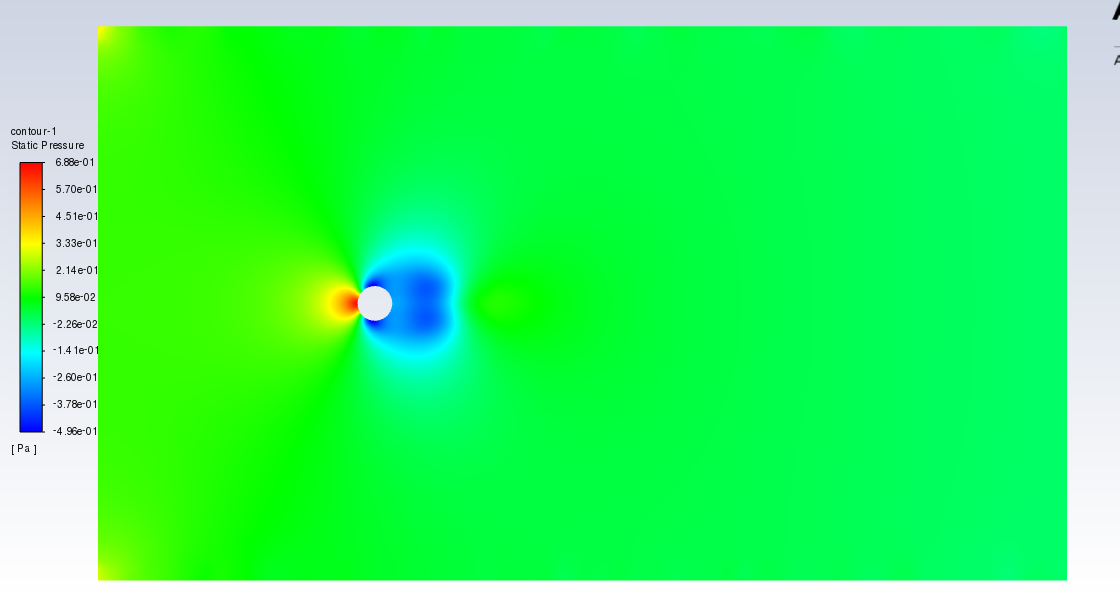 contour-1
Static Pressure
6.88e-01
5.70e-01
4.51e-01
3.33e-01
2.14e-01
9.58e-02
-2.26e-02
-1.41e-01
-2.60e-01
-3.78e-01
-4.96e-01
[ Pa ]